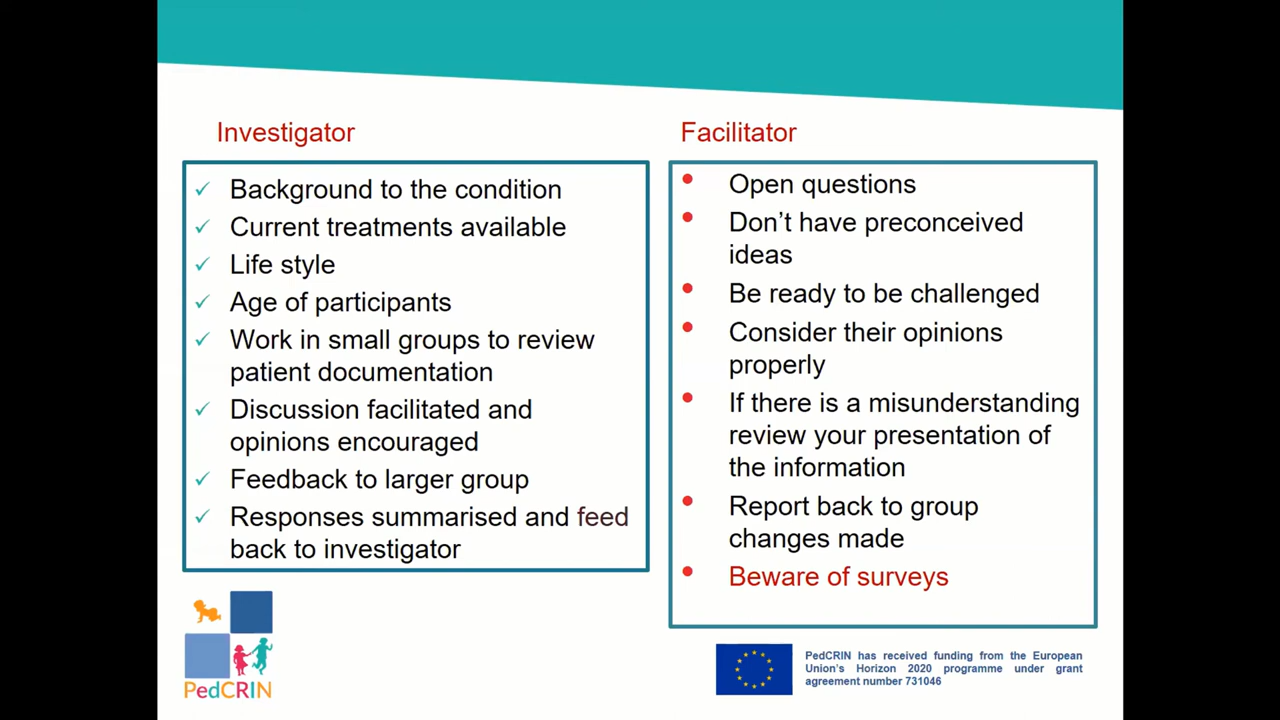 Investigator
Background to the condition
Current treatments available
Life style
Age of participants
Work in small groups to review
patient documentation
Discussion facilitated and
opinions encouraged
Feedback to larger group
Responses summarised and feed
back to investigator
Facilitator
Open questions
Don't have preconceived
ideas
Be ready to be challenged
Consider their opinions
properly
If there is a misunderstanding
review your presentation of
the information
Report back to group
changes made
Beware of surveys
PedCRIN
PedCRIN has received funding from the European
Union's Horizon 2020 programme under grant
agreement number 731046